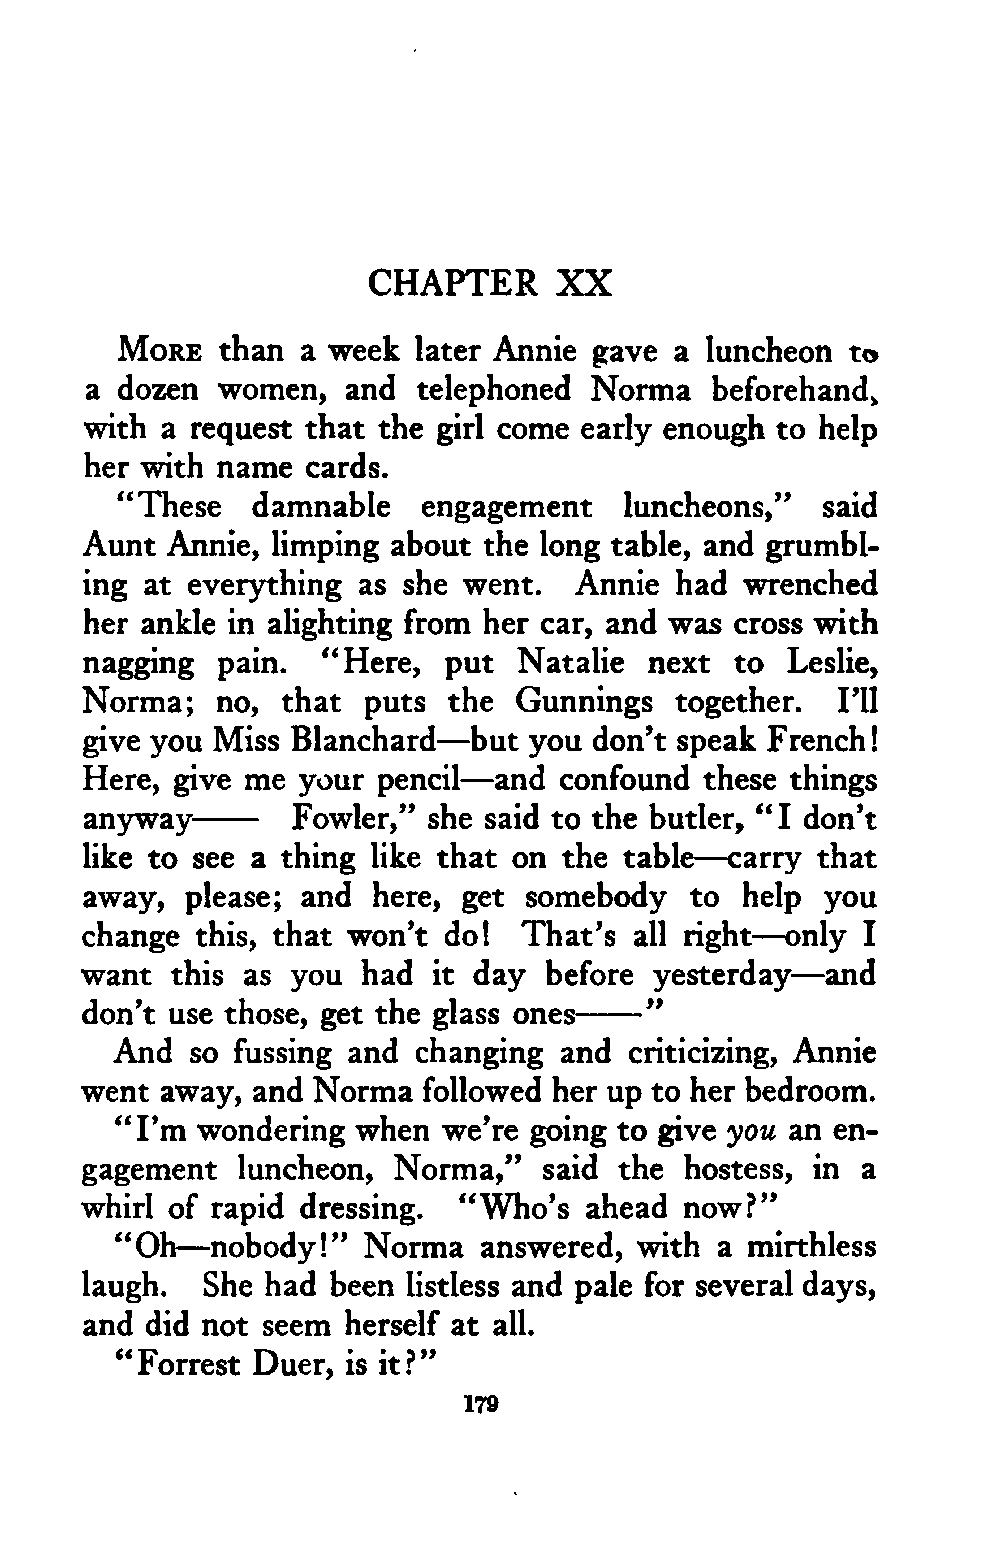 CHAPTER XX
MORE than a week later Annie gave a luncheon to
a dozen women, and telephoned Norma beforehand,
with a request that the girl come early enough to help
her with name cards.
"These damnable engagement luncheons," said
Aunt Annie, limping about the long table, and grumbl-
ing at everything as she went. Annie had wrenched
her ankle in alighting from her car, and was cross with
nagging pain. "Here, put Natalie next to Leslie,
Norma; no, that puts the Gunnings together. I'll
give you Miss Blanchard—but you don't speak French!
Here, give me your pencil—and confound these things
anyway—— Fowler," she said to the butler, "I don't
like to see a thing like that on the table—carry that
away, please; and here, get somebody to help you
change this, that won't do! That's all right—only I
want this as you had it day before yesterday—and
don't use those, get the glass ones——"
And so fussing and changing and criticizing, Annie
went away, and Norma followed her up to her bedroom.
"I'm wondering when we're going to give you an en-
gagement luncheon, Norma," said the hostess, in a
whirl of rapid dressing. "Who's ahead now?"
"Oh—nobody!" Norma answered, with a mirthless
laugh. She had been listless and pale for several days,
and did not seem herself at all.
"Forrest Duer, is it?"
179